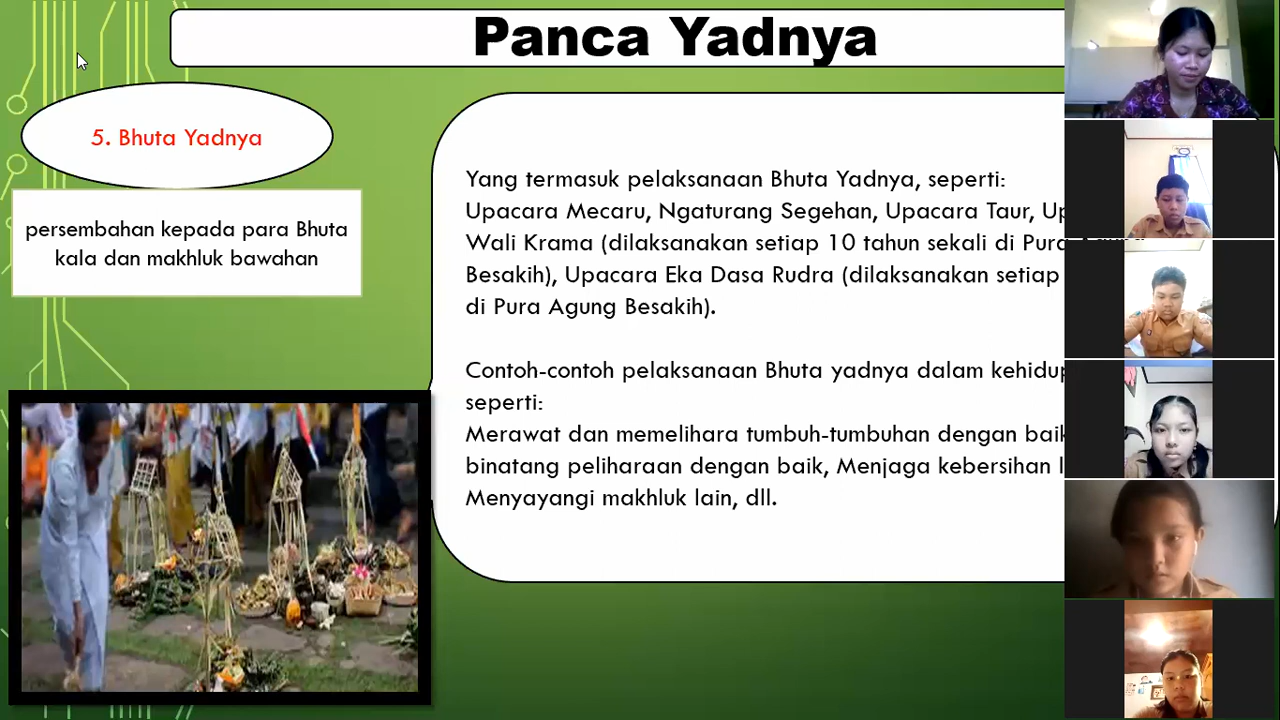 Panca Yadnya
5. Bhuta Yadnya
persembahan kepada para Bhuta
kala dan makhluk bawahan
Yang termasuk pelaksanaan Bhuta Yadnya, seperti:
Upacara Mecaru, Ngaturang Segehan, Upacara Taur,
Wali Krama (dilaksanakan setiap 10 tahun sekali di Pura
Besakih), Upacara Eka Dasa Rudra (dilaksanakan setiap
di Pura Agung Besakih).
Contoh-contoh pelaksanaan Bhuta yadnya dalam
seperti:
Merawat dan memelihara tumbuh-tumbuhan dengan baik
binatang peliharaan dengan baik, Menjaga kebersihan
Menyayangi makhluk lain, dll.